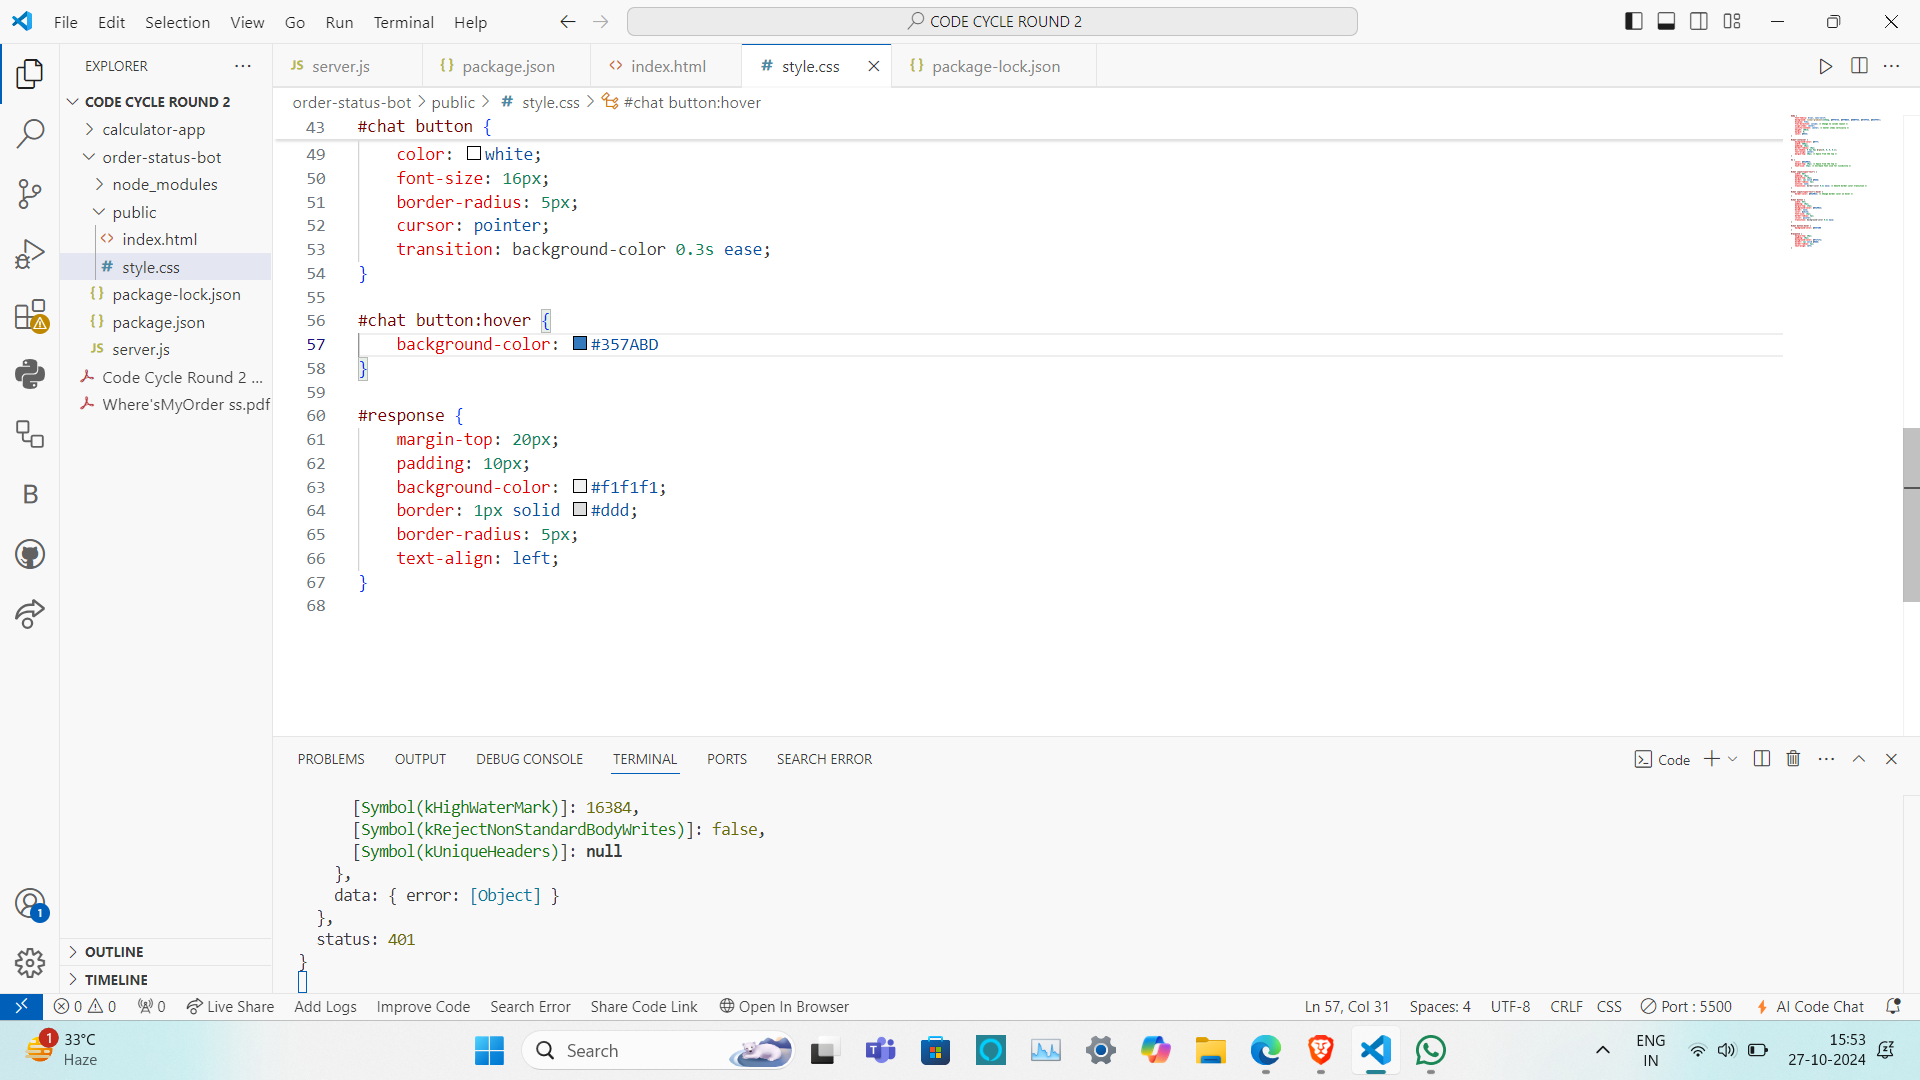 File Edit Selection View Go Run Terminal Help
CODE CYCLE ROUND 2
EXPLORER
CODE CYCLE ROUND 2
calculator-app
order-status-bot
node_modules
public
index.html
style.css
package-lock.json
package.json
server.js
Code Cycle Round 2 ...
Where'sMyOrder ss.pdf
OUTLINE
TIMELINE
B
1
JS server.js
{} package.json
<> index.html
# style.css
{} package-lock.json
order-status-bot > public > # style.css > #chat button:hover
43 #chat button {
49 color: white;
50 font-size: 16px;
51 border-radius: 5px;
52 cursor: pointer;
53 transition: background-color 0.3s ease;
54 }
55
56 #chat button:hover {
57 background-color: #357ABD
58 }
59
60 #response {
61 margin-top: 20px;
62 padding: 10px;
63 background-color: #f1f1f1;
64 border: 1px solid #ddd;
65 border-radius: 5px;
66 text-align: left;
67 }
68
PROBLEMS OUTPUT DEBUG CONSOLE TERMINAL PORTS SEARCH ERROR
Code
[Symbol(kHighWaterMark)]: 16384,
[Symbol(kRejectNonStandardBodyWrites)]: false,
[Symbol(kUniqueHeaders)]: null
},
data: { error: [Object] }
},
status: 401
}
0 0 0 Live Share Add Logs Improve Code Search Error Share Code Link Open In Browser
Ln 57, Col 31 Spaces: 4 UTF-8 CRLF CSS Port : 5500 AI Code Chat
1
33°C
Haze
Search
ENG
IN
15:53
27-10-2024